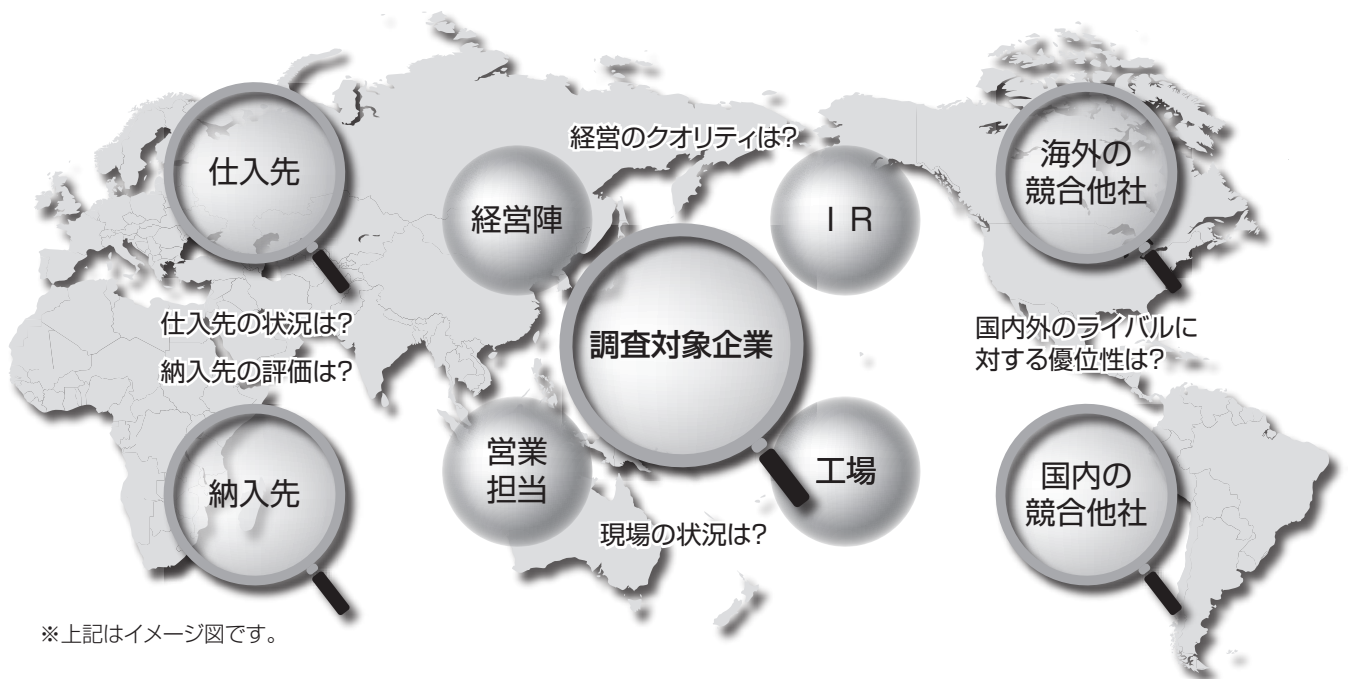 経営のクオリティは?
仕入先
経営陣
I R
海外の
競合他社
調査対象企業
仕入先の状況は?
納入先の評価は?
国内外のライバルに
対する優位性は?
納入先
営業
担当
工場
国内の
競合他社
現場の状況は?
※上記はイメージ図です。